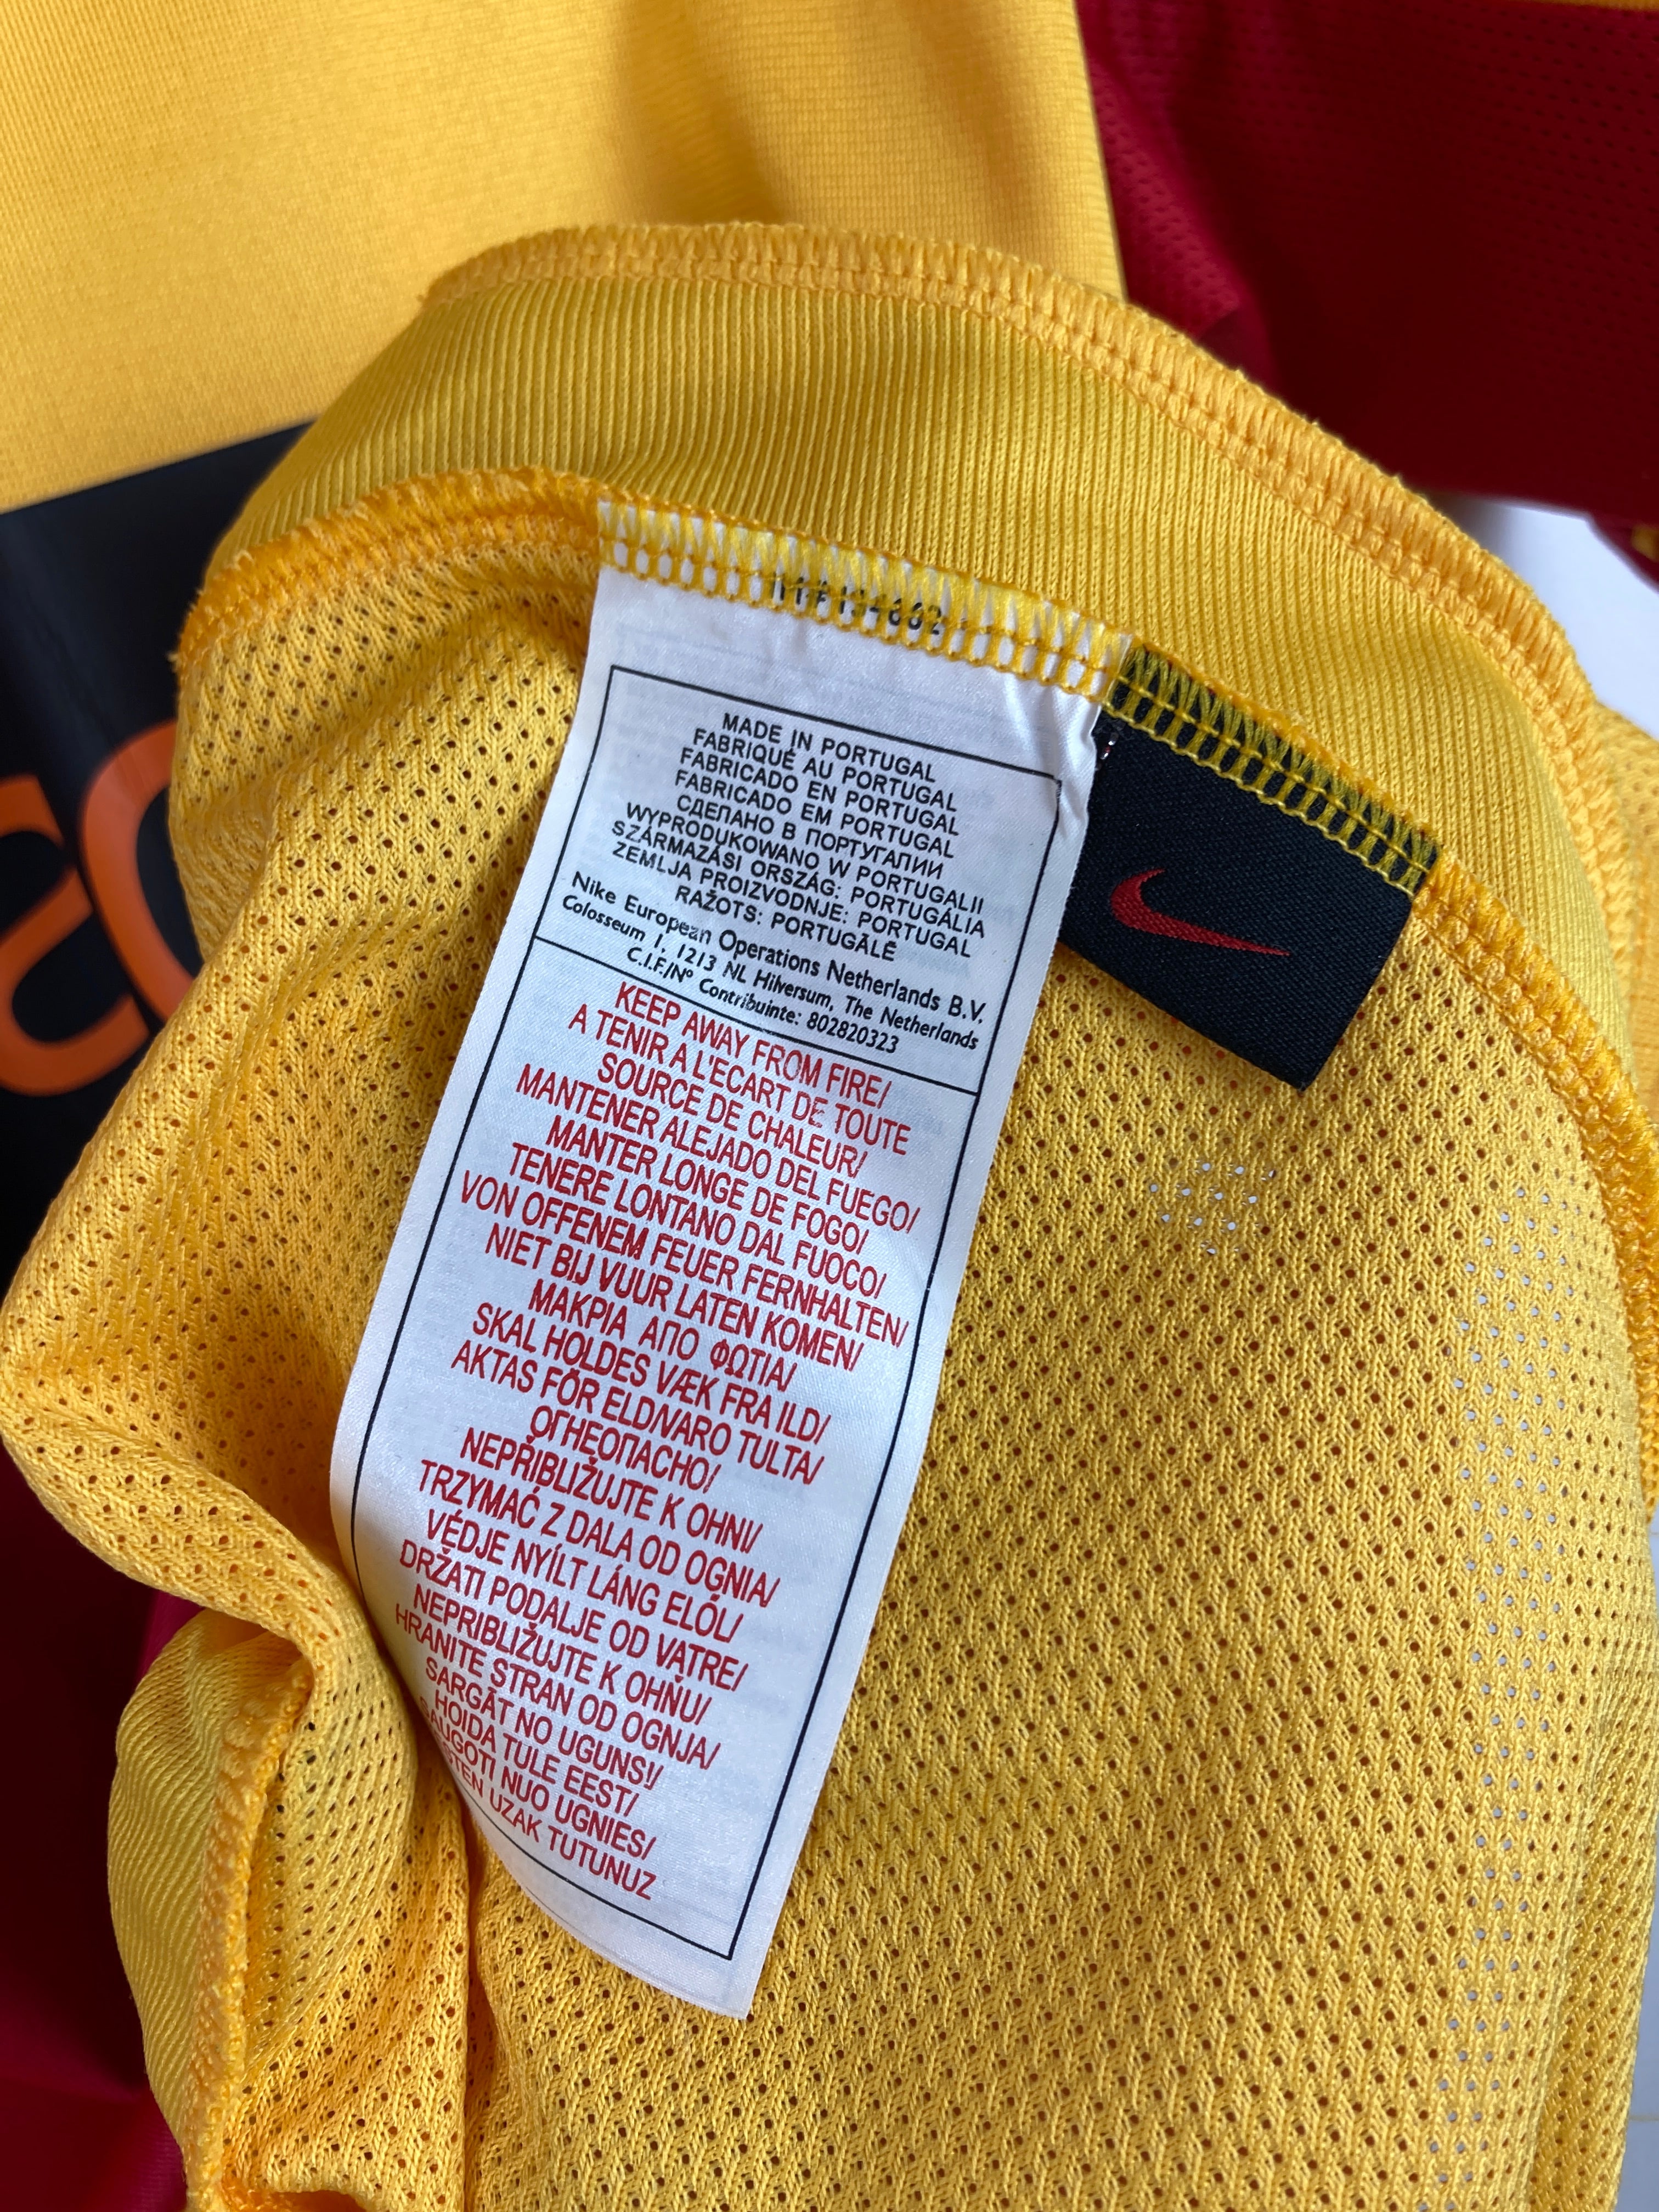 MADE IN PORTUGAL
FABRIQUÉ AU PORTUGAL
FABRICADO EN PORTUGAL
FABRICADO EM PORTUGAL
СДЕПАНО В ПОРТУГАПИИ
WYPRODUKOWANO W PORTUGALII
SZÁRMAZÁSI ORSZÁG: PORTUGÁLIA
ZEMLJA PROIZVODNJE: PORTUGAL
RAŽOTS: PORTUGĀLĒ
Nike European Operations Netherlands B.V.
Colosseum 1, 1213 NL Hilversum, The Netherlands
C.I.F./Nº Contribuinte: 802820323
KEEP AWAY FROM FIRE/
A TENIR A L'ECART DE TOUTE
SOURCE DE CHALEUR/
MANTENER ALEJADO DEL FUEGO/
MANTER LONGE DE FOGO/
TENERE LONTANO DAL FUOCO/
VON OFFENEM FEUER FERNHALTEN/
NIET BIJ VUUR LATEN KOMEN/
ΜΑΚΡΙΑ ΑΠΟ ΦΩΤΙΑ/
SKAL HOLDES VÆK FRA ILD/
AKTAS FÖR ELD/VARO TULTA/
ОГНЕОПАСНО/
NEPŘIBLIŽUJTE K OHNI/
TRZYMAĆ Z DALA OD OGNIA/
VÉDJE NYÍLT LÁNG ELŐL/
DRŽATI PODALJE OD VATRE/
NEPRIBLIŽUJTE K OHŇU/
HRANITE STRAN OD OGNJA/
SARGĀT NO UGUNS!/
HOIDA TULE EEST/
SAUGOTI NUO UGNIES/
UZAK TUTUNUZ